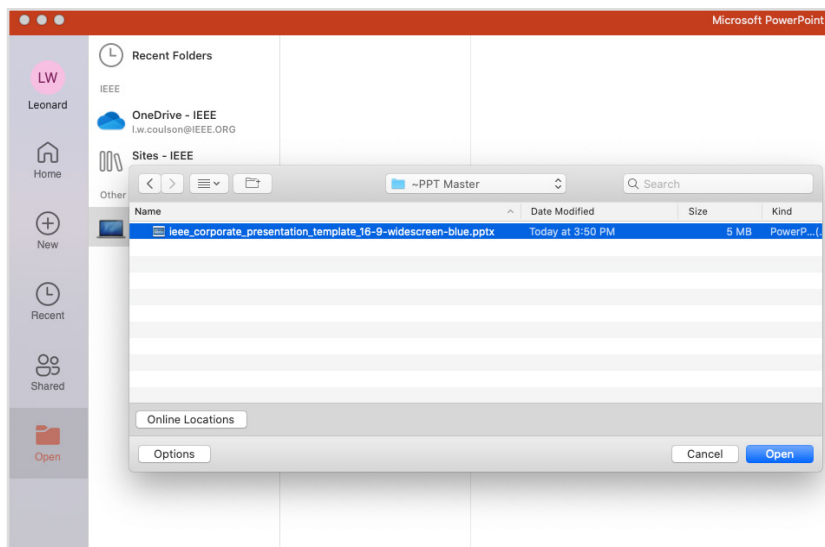 Microsoft PowerPoint
LW
Leonard
Home
New
Recent
Shared
Open
Recent Folders
IEEE
OneDrive - IEEE
l.w.coulson@IEEE.ORG
Sites - IEEE
Other
~PPT Master
Search
Name Date Modified Size Kind
ieee_corporate_presentation_template_16-9-widescreen-blue.pptx Today at 3:50 PM 5 MB PowerP...(.
Online Locations
Options Cancel Open